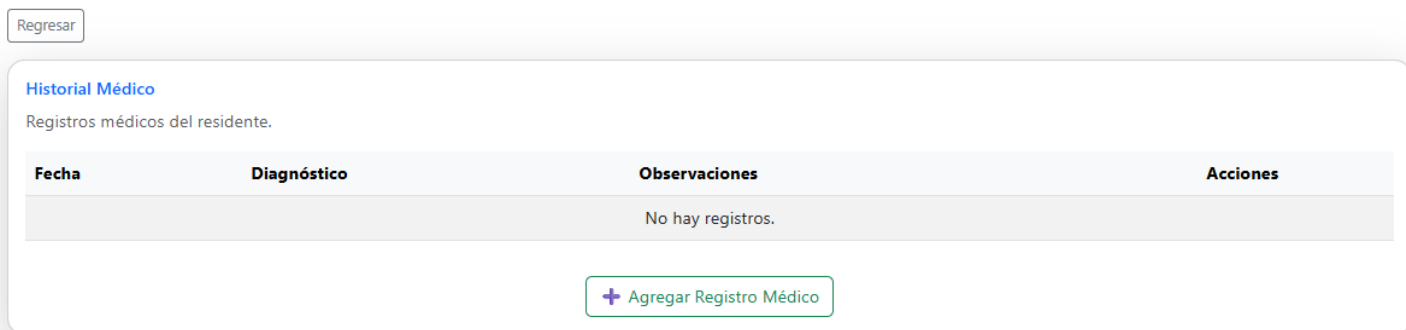 Regresar
Historial Médico
Registros médicos del residente.
Fecha Diagnóstico Observaciones Acciones
No hay registros.
➕ Agregar Registro Médico